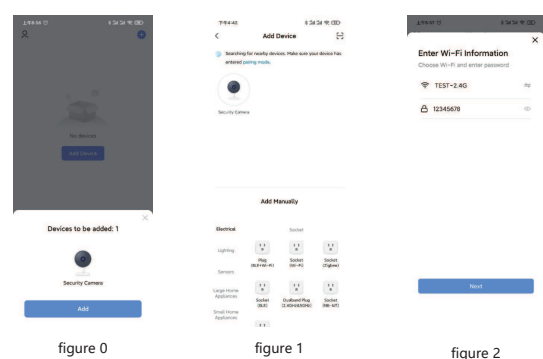 No devices
Add Device
Devices to be added: 1
Security Camera
Add
figure 0
Add Device
Searching for nearby devices. Make sure your device has
entered pairing mode.
Security Camera
Add Manually
Electrical
Socket
Lighting
Plug
(BLE+Wi-Fi)
Socket
(Wi-Fi)
Socket
(Zigbee)
Sensors
Large Home
Appliances
Socket
(BLE)
Socket
(NB-IoT)
Small Home
Appliances
figure 1
Enter Wi-Fi Information
Choose Wi-Fi and enter password
TEST-2.4G
12345678
Next
figure 2